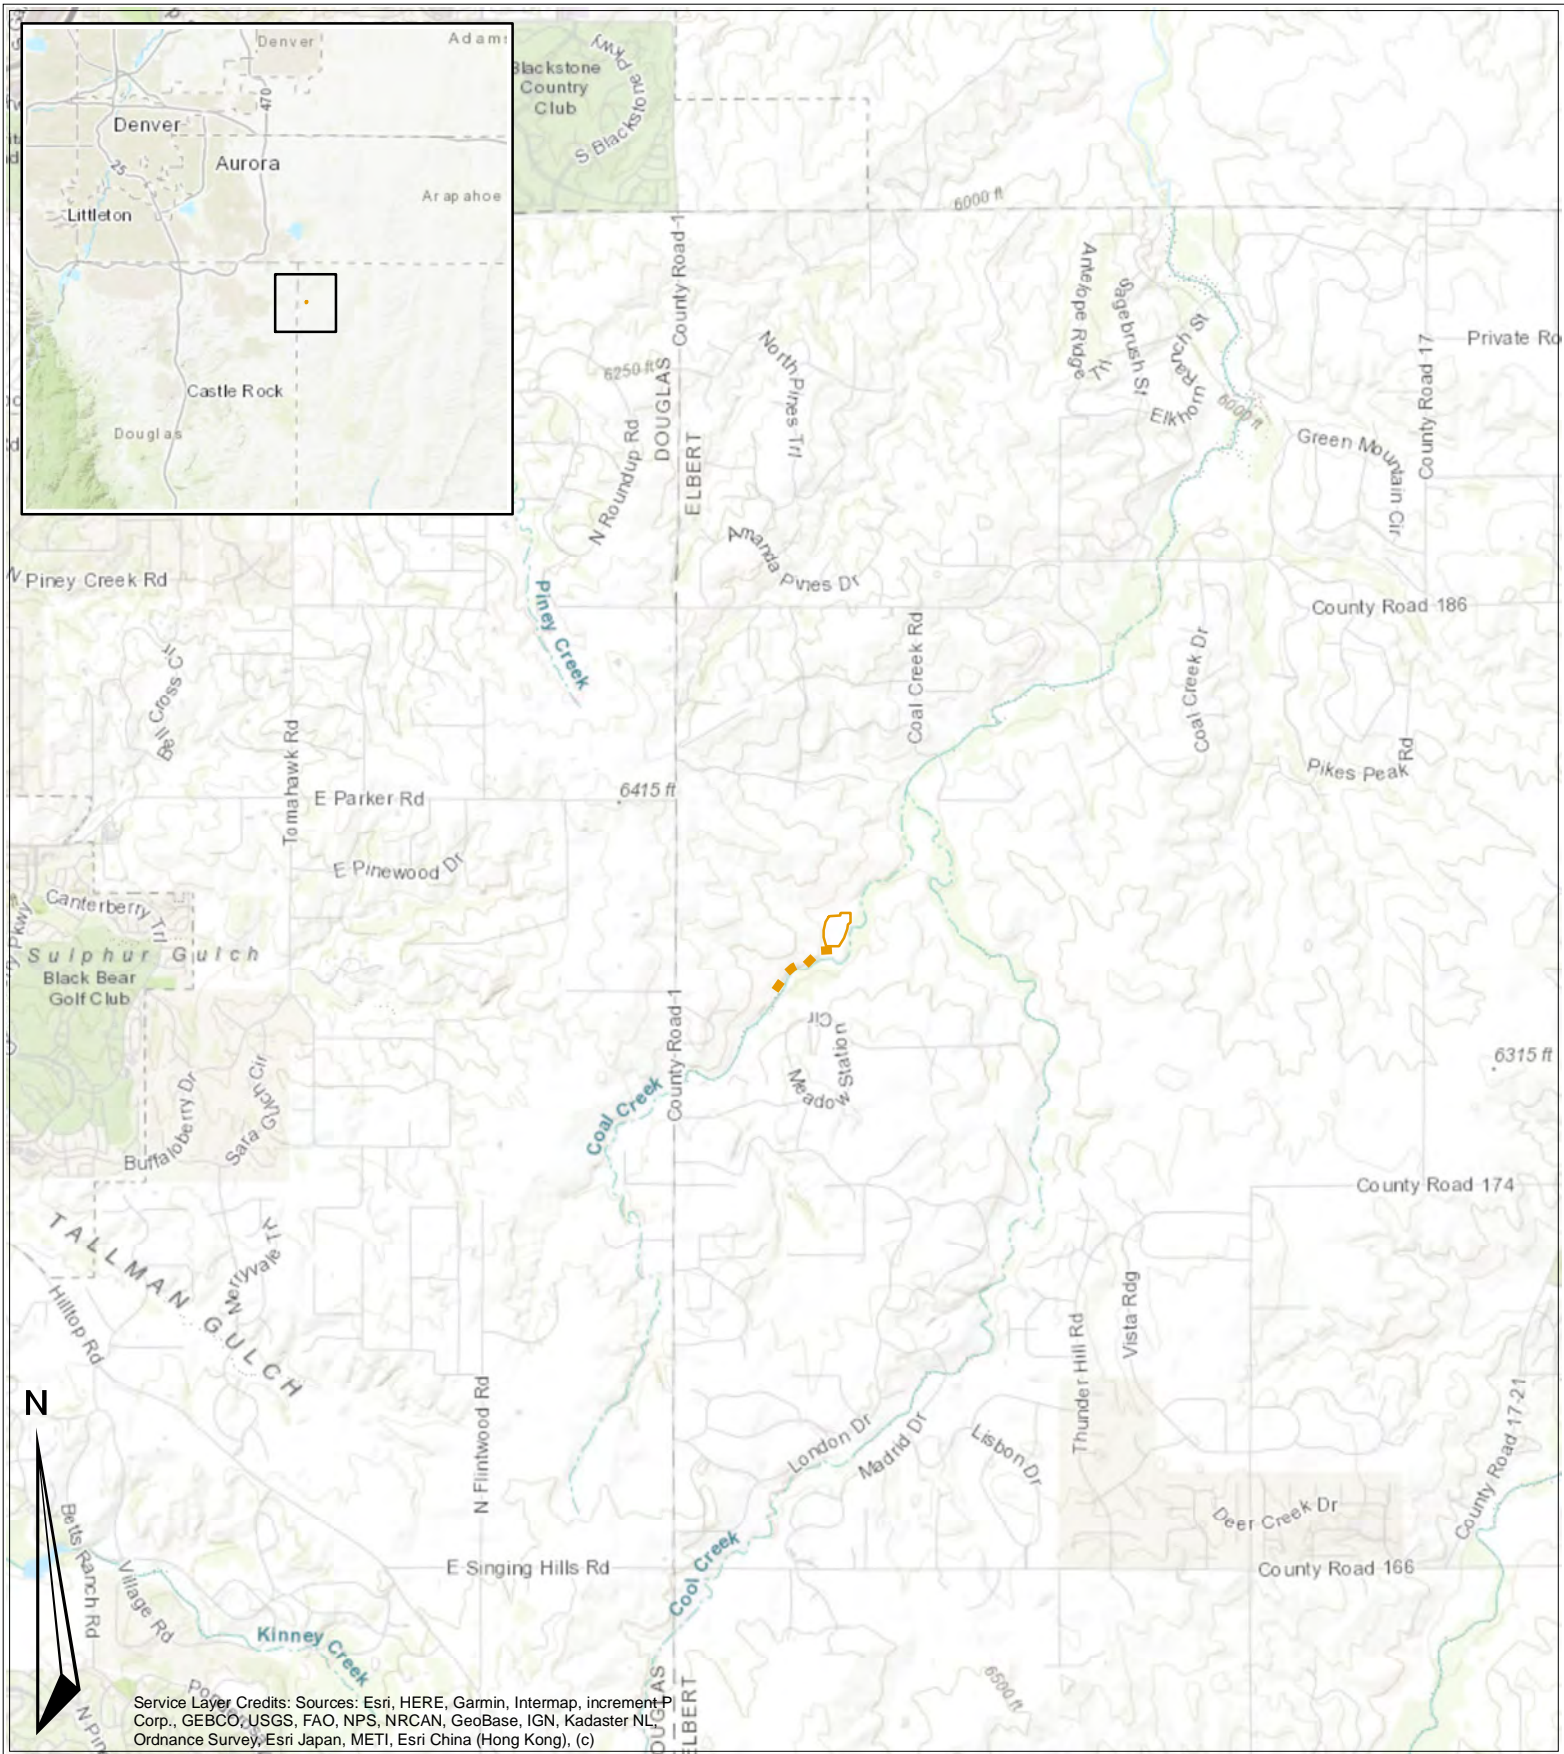 Denver
Adams
470
Denver
Aurora
25
Arapahoe
Littleton
Castle Rock
Douglas
Blackstone
Country
Club
S Blackstone Pkwy
6000 ft
County Road 1
DOUGLAS
ELBERT
6250 ft
N Roundup Rd
North Pines Trl
Amanda Pines Dr
Antelope Ridge Trl
Sagebrush St
Elkhorn Ranch St
6000 ft
Green Mountain Cir
County Road 17
Private Ro
Piney Creek Rd
Piney Creek
County Road 186
Coal Creek Rd
Coal Creek Dr
Bell Cross Cir
Tomahawk Rd
E Parker Rd
6415 ft
Pikes Peak Rd
E Pinewood Dr
Canterberry Trl
Pkwy
Sulphur Gulch
Black Bear
Golf Club
County Road 1
Meadow Station Cir
6315 ft
Coal Creek
Buffaloberry Dr
Sara Gulch Cir
County Road 174
TALLMAN GULCH
Merryvale Trl
Hilltop Rd
Vista Rdg
Thunder Hill Rd
N
N Flintwood Rd
London Dr
Madrid Dr
Lisbon Dr
County Road 17-21
Deer Creek Dr
Betts Ranch Rd
Village Rd
E Singing Hills Rd
Cool Creek
County Road 166
Kinney Creek
6500 ft
DOUGLAS
ELBERT
N Pin
Service Layer Credits: Sources: Esri, HERE, Garmin, Intermap, increment P
Corp., GEBCO, USGS, FAO, NPS, NRCAN, GeoBase, IGN, Kadaster NL,
Ordnance Survey, Esri Japan, METI, Esri China (Hong Kong), (c)